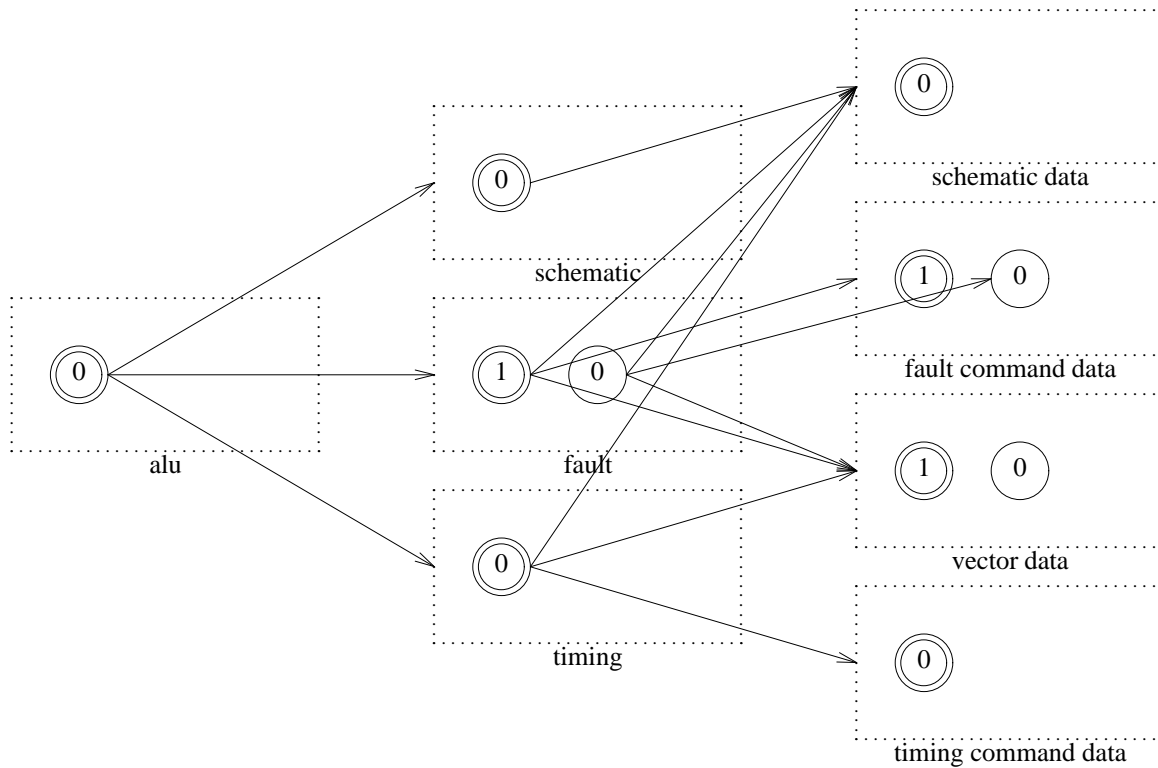 0
schematic data
0
schematic
1 0
fault command data
0
alu
1 0
fault
1 0
vector data
0
timing
0
timing command data